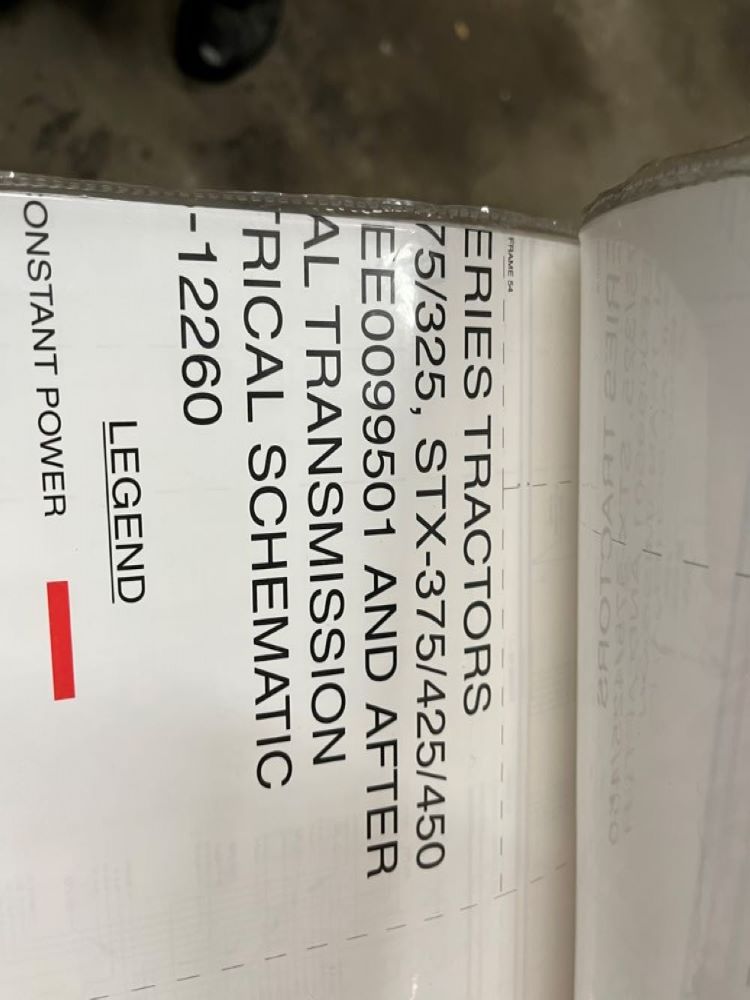 FRAME 54
ERIES TRACTORS
75/325, STX-375/425/450
EE0099501 AND AFTER
AL TRANSMISSION
TRICAL SCHEMATIC
-12260
LEGEND
ONSTANT POWER